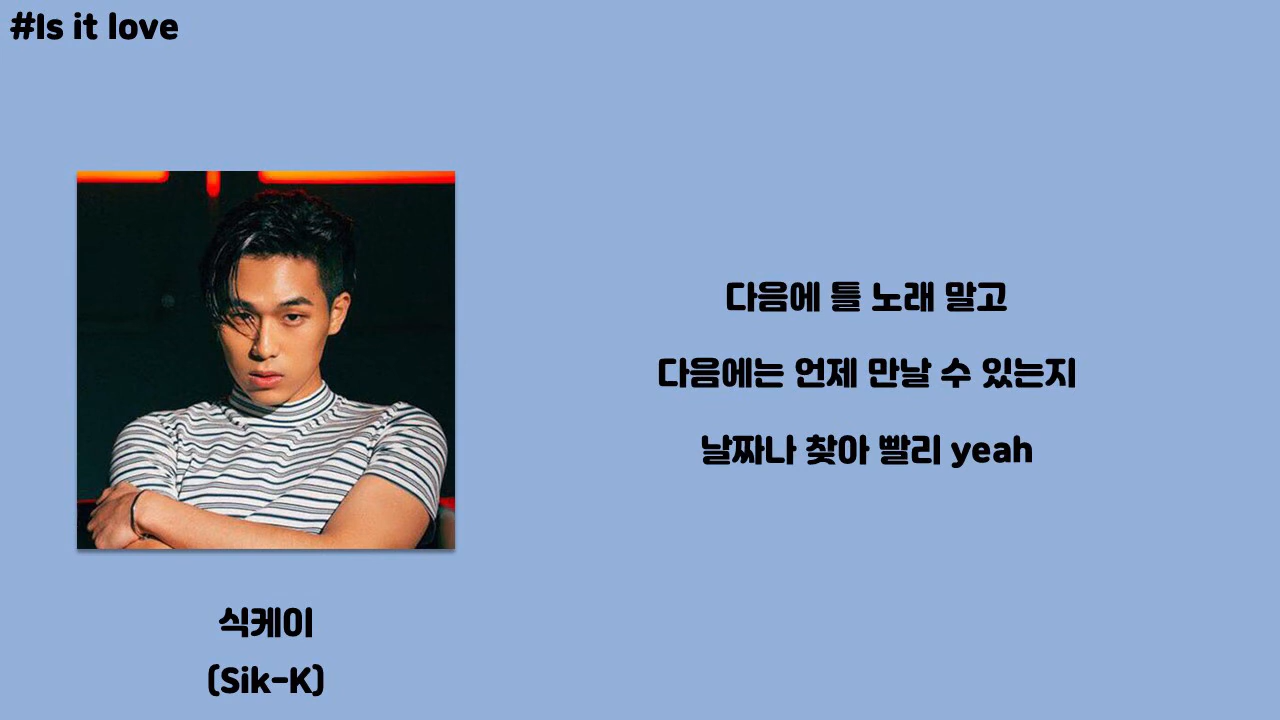 #Is it love
다음에 틀 노래 말고
다음에는 언제 만날 수 있는지
날짜나 찾아 빨리 yeah
식케이
(Sik-K)